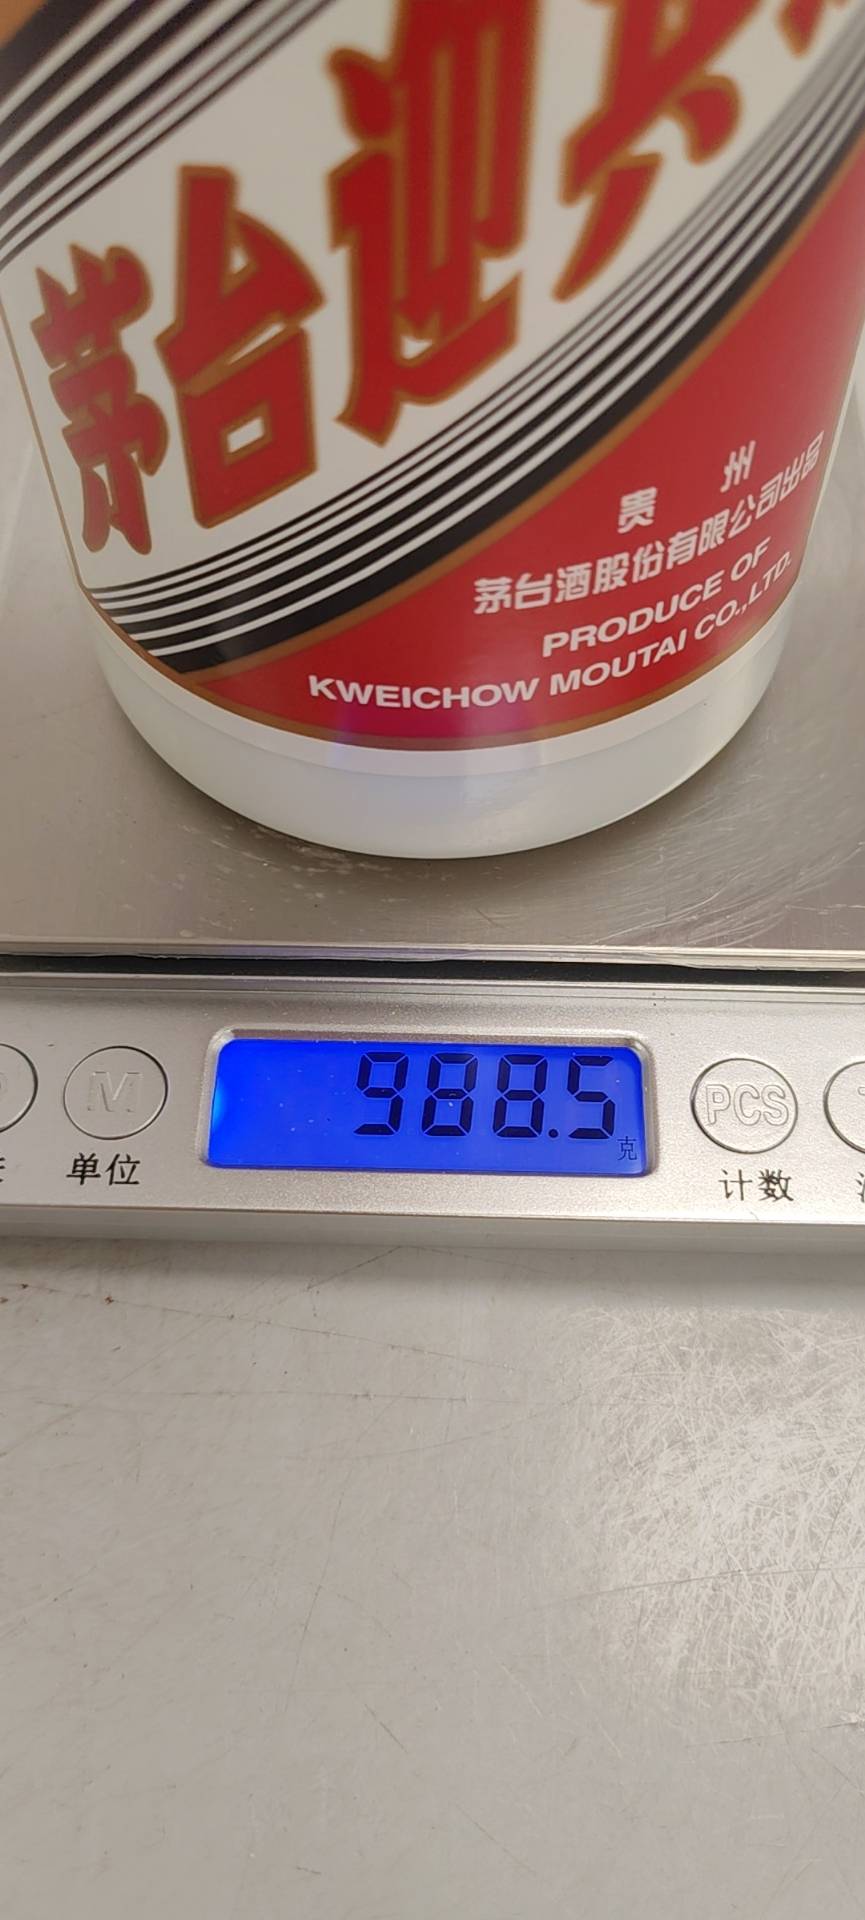 茅台迎宾
贵 州
茅台酒股份有限公司出品
PRODUCE OF
KWEICHOW MOUTAI CO.,LTD.
M
988.5
克
PCS
单位
计数